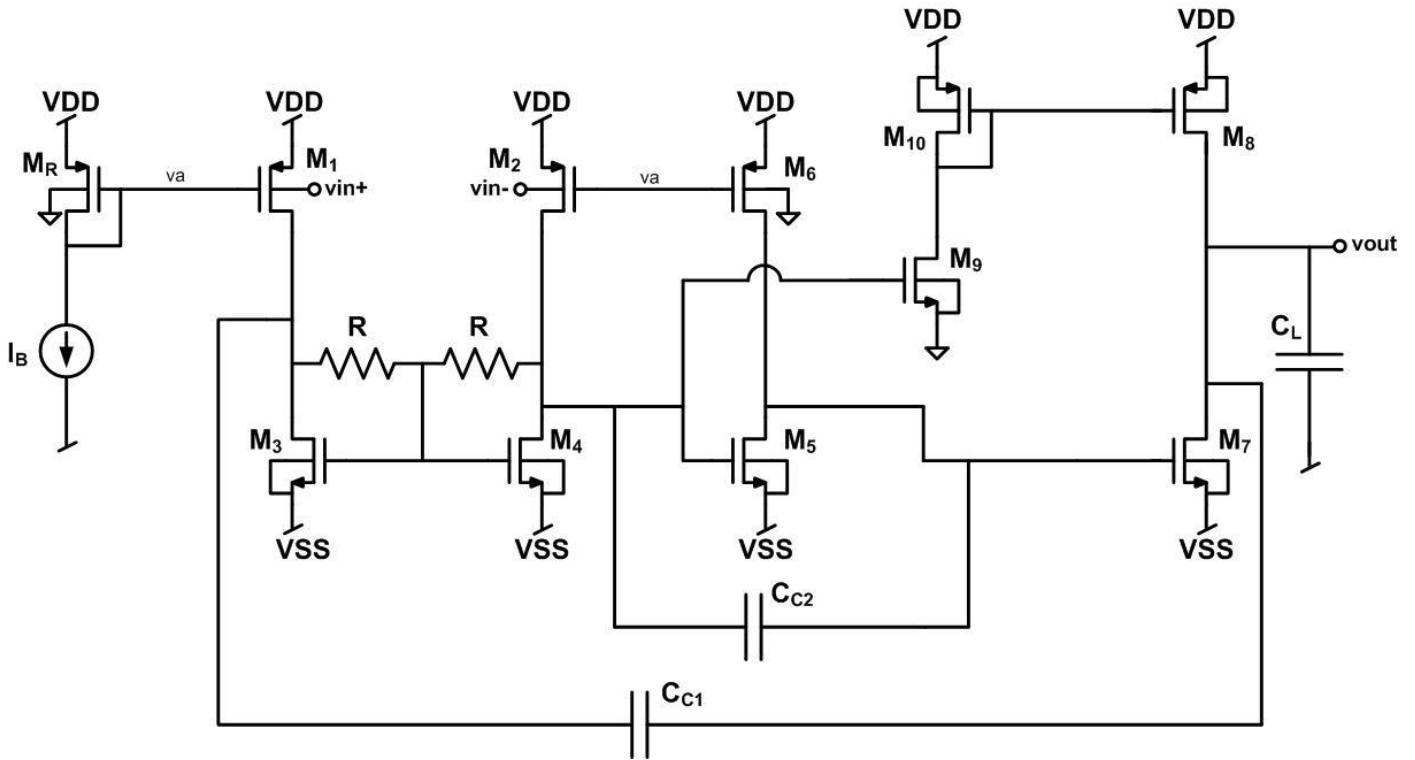 VDD VDD
VDD VDD VDD VDD
M10 M8
MR M1 M2 M6
va vin+ vin- va
vout
M9
R R CL
IB
M3 M4 M5 M7
VSS VSS VSS VSS
CC2
CC1